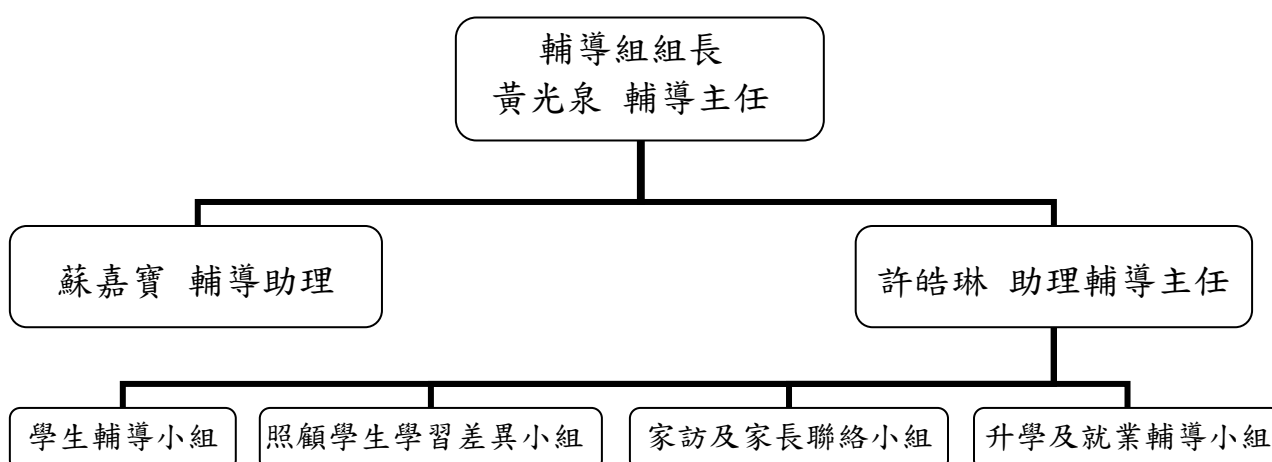 輔導組組長
黃光泉 輔導主任
蘇嘉寶 輔導助理
許皓琳 助理輔導主任
學生輔導小組
照顧學生學習差異小組
家訪及家長聯絡小組
升學及就業輔導小組